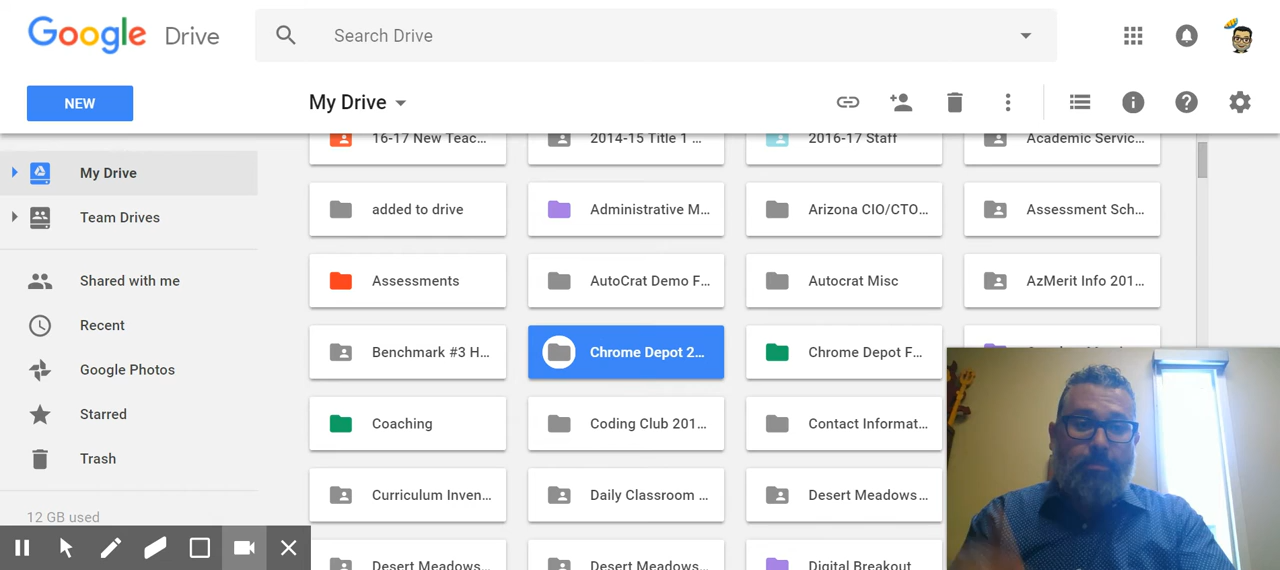 Google Drive
Search Drive
NEW
My Drive
16-17 New Teac...
2014-15 Title 1 ...
2016-17 Staff
Academic Servic...
My Drive
Team Drives
added to drive
Administrative M...
Arizona CIO/CTO...
Assessment Sch...
Shared with me
Assessments
AutoCrat Demo F...
Autocrat Misc
AzMerit Info 201...
Recent
Benchmark #3 H...
Chrome Depot 2...
Chrome Depot F...
Google Photos
Starred
Coaching
Coding Club 201...
Contact Informat...
Trash
Curriculum Inven...
Daily Classroom ...
Desert Meadows...
12 GB used
Desert Meadows...
Desert Meadows...
Digital Breakout